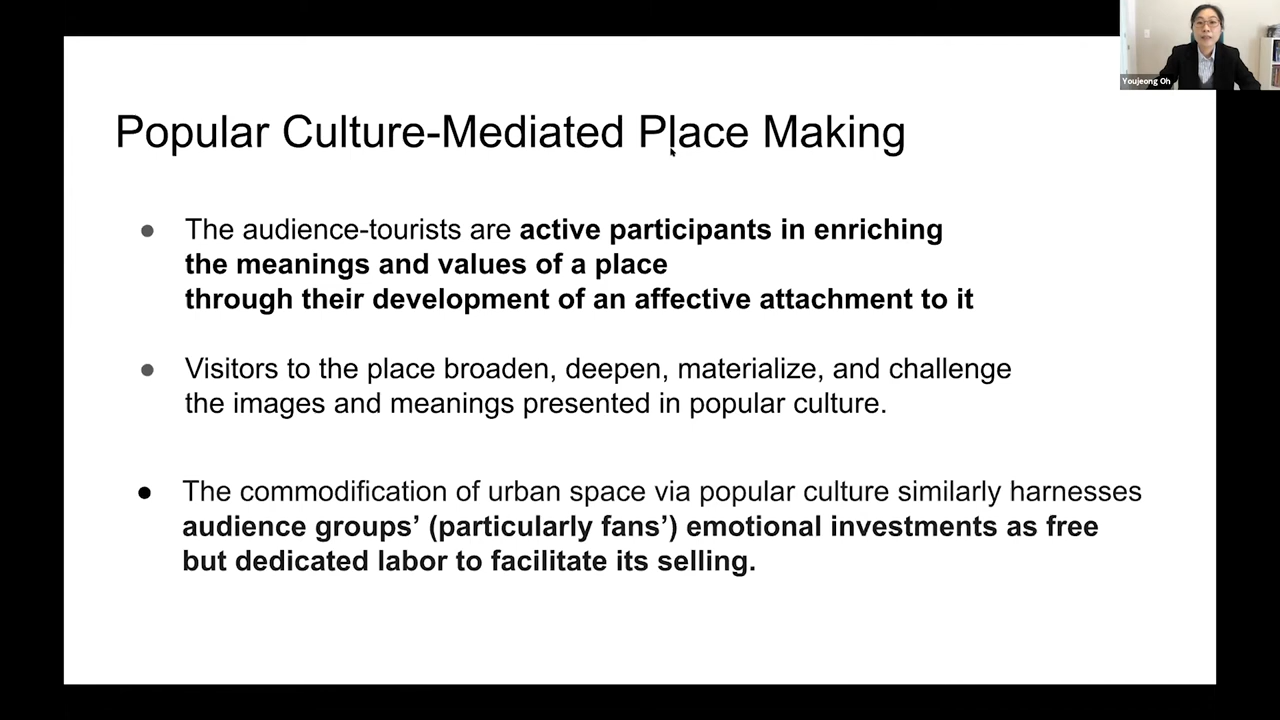 Youjeong Oh
Popular Culture-Mediated Place Making
● The audience-tourists are active participants in enriching
the meanings and values of a place
through their development of an affective attachment to it
● Visitors to the place broaden, deepen, materialize, and challenge
the images and meanings presented in popular culture.
● The commodification of urban space via popular culture similarly harnesses
audience groups’ (particularly fans’) emotional investments as free
but dedicated labor to facilitate its selling.